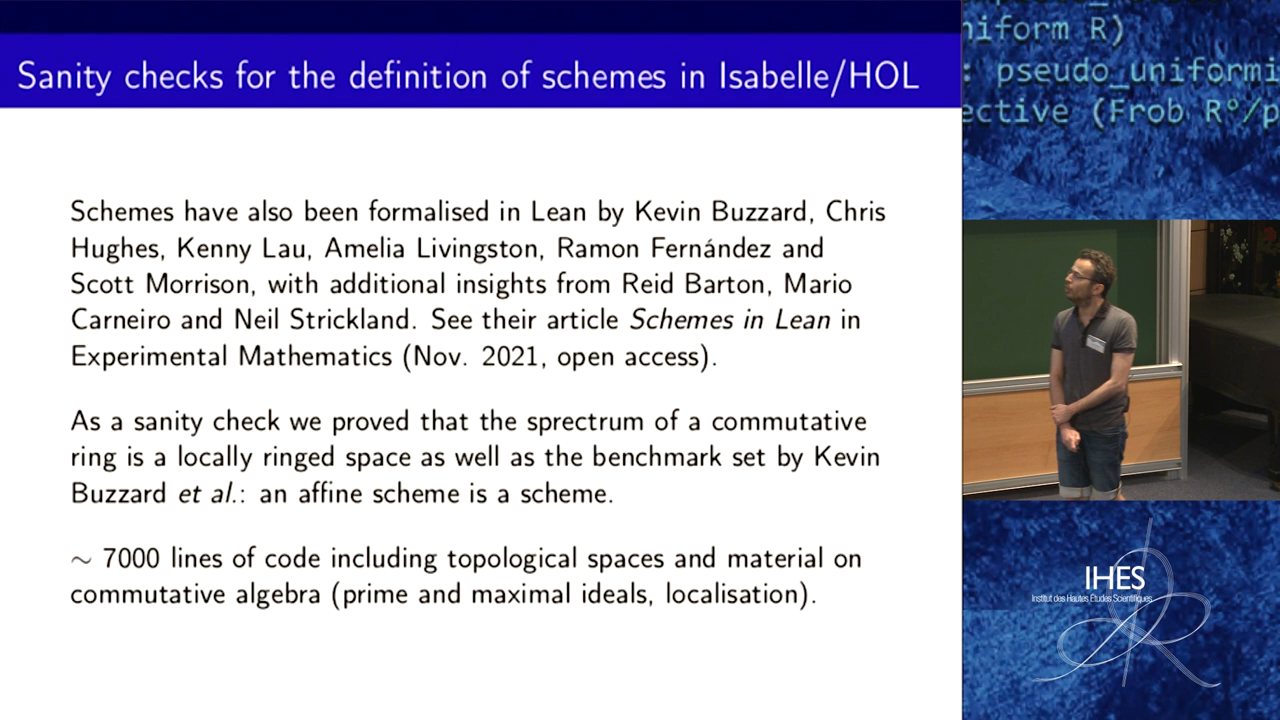 Sanity checks for the definition of schemes in Isabelle/HOL
Schemes have also been formalised in Lean by Kevin Buzzard, Chris
Hughes, Kenny Lau, Amelia Livingston, Ramon Fernández and
Scott Morrison, with additional insights from Reid Barton, Mario
Carneiro and Neil Strickland. See their article Schemes in Lean in
Experimental Mathematics (Nov. 2021, open access).
As a sanity check we proved that the sprectrum of a commutative
ring is a locally ringed space as well as the benchmark set by Kevin
Buzzard et al.: an affine scheme is a scheme.
∼ 7000 lines of code including topological spaces and material on
commutative algebra (prime and maximal ideals, localisation).
niform R)
: pseudo_uniformi
ective (Frob R°/p
IHES
Institut des Hautes Études Scientifiques